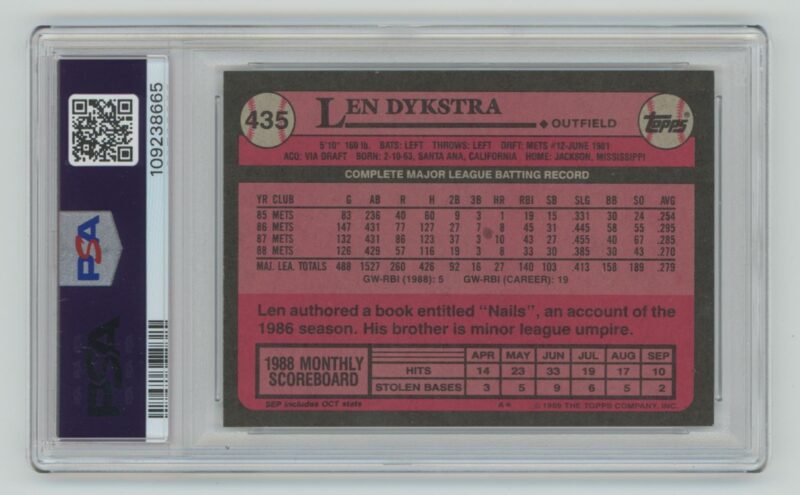 109238665
PSA
PSA
435
LEN DYKSTRA
OUTFIELD
Topps
5'10" 160 lb. BATS: LEFT THROWS: LEFT DRFT: METS #12-JUNE 1981
ACQ: VIA DRAFT BORN: 2-10-63, SANTA ANA, CALIFORNIA HOME: JACKSON, MISSISSIPPI
COMPLETE MAJOR LEAGUE BATTING RECORD
YR CLUB G AB R H 2B 3B HR RBI SB SLG BB SO AVG
85 METS 83 236 40 60 9 3 1 19 15 .331 30 24 .254
86 METS 147 431 77 127 27 7 8 45 31 .445 58 55 .295
87 METS 132 431 86 123 37 3 10 43 27 .455 40 67 .285
88 METS 126 429 57 116 19 3 8 33 30 .385 30 43 .270
MAJ. LEA. TOTALS 488 1527 260 426 92 16 27 140 103 .413 158 189 .279
GW-RBI (1988): 5 GW-RBI (CAREER): 19
Len authored a book entitled "Nails", an account of the
1986 season. His brother is minor league umpire.
1988 MONTHLY
SCOREBOARD
APR MAY JUN JUL AUG SEP
HITS 14 23 33 19 17 10
STOLEN BASES 3 5 9 6 5 2
SEP includes OCT stats
A* © 1989 THE TOPPS COMPANY, INC.